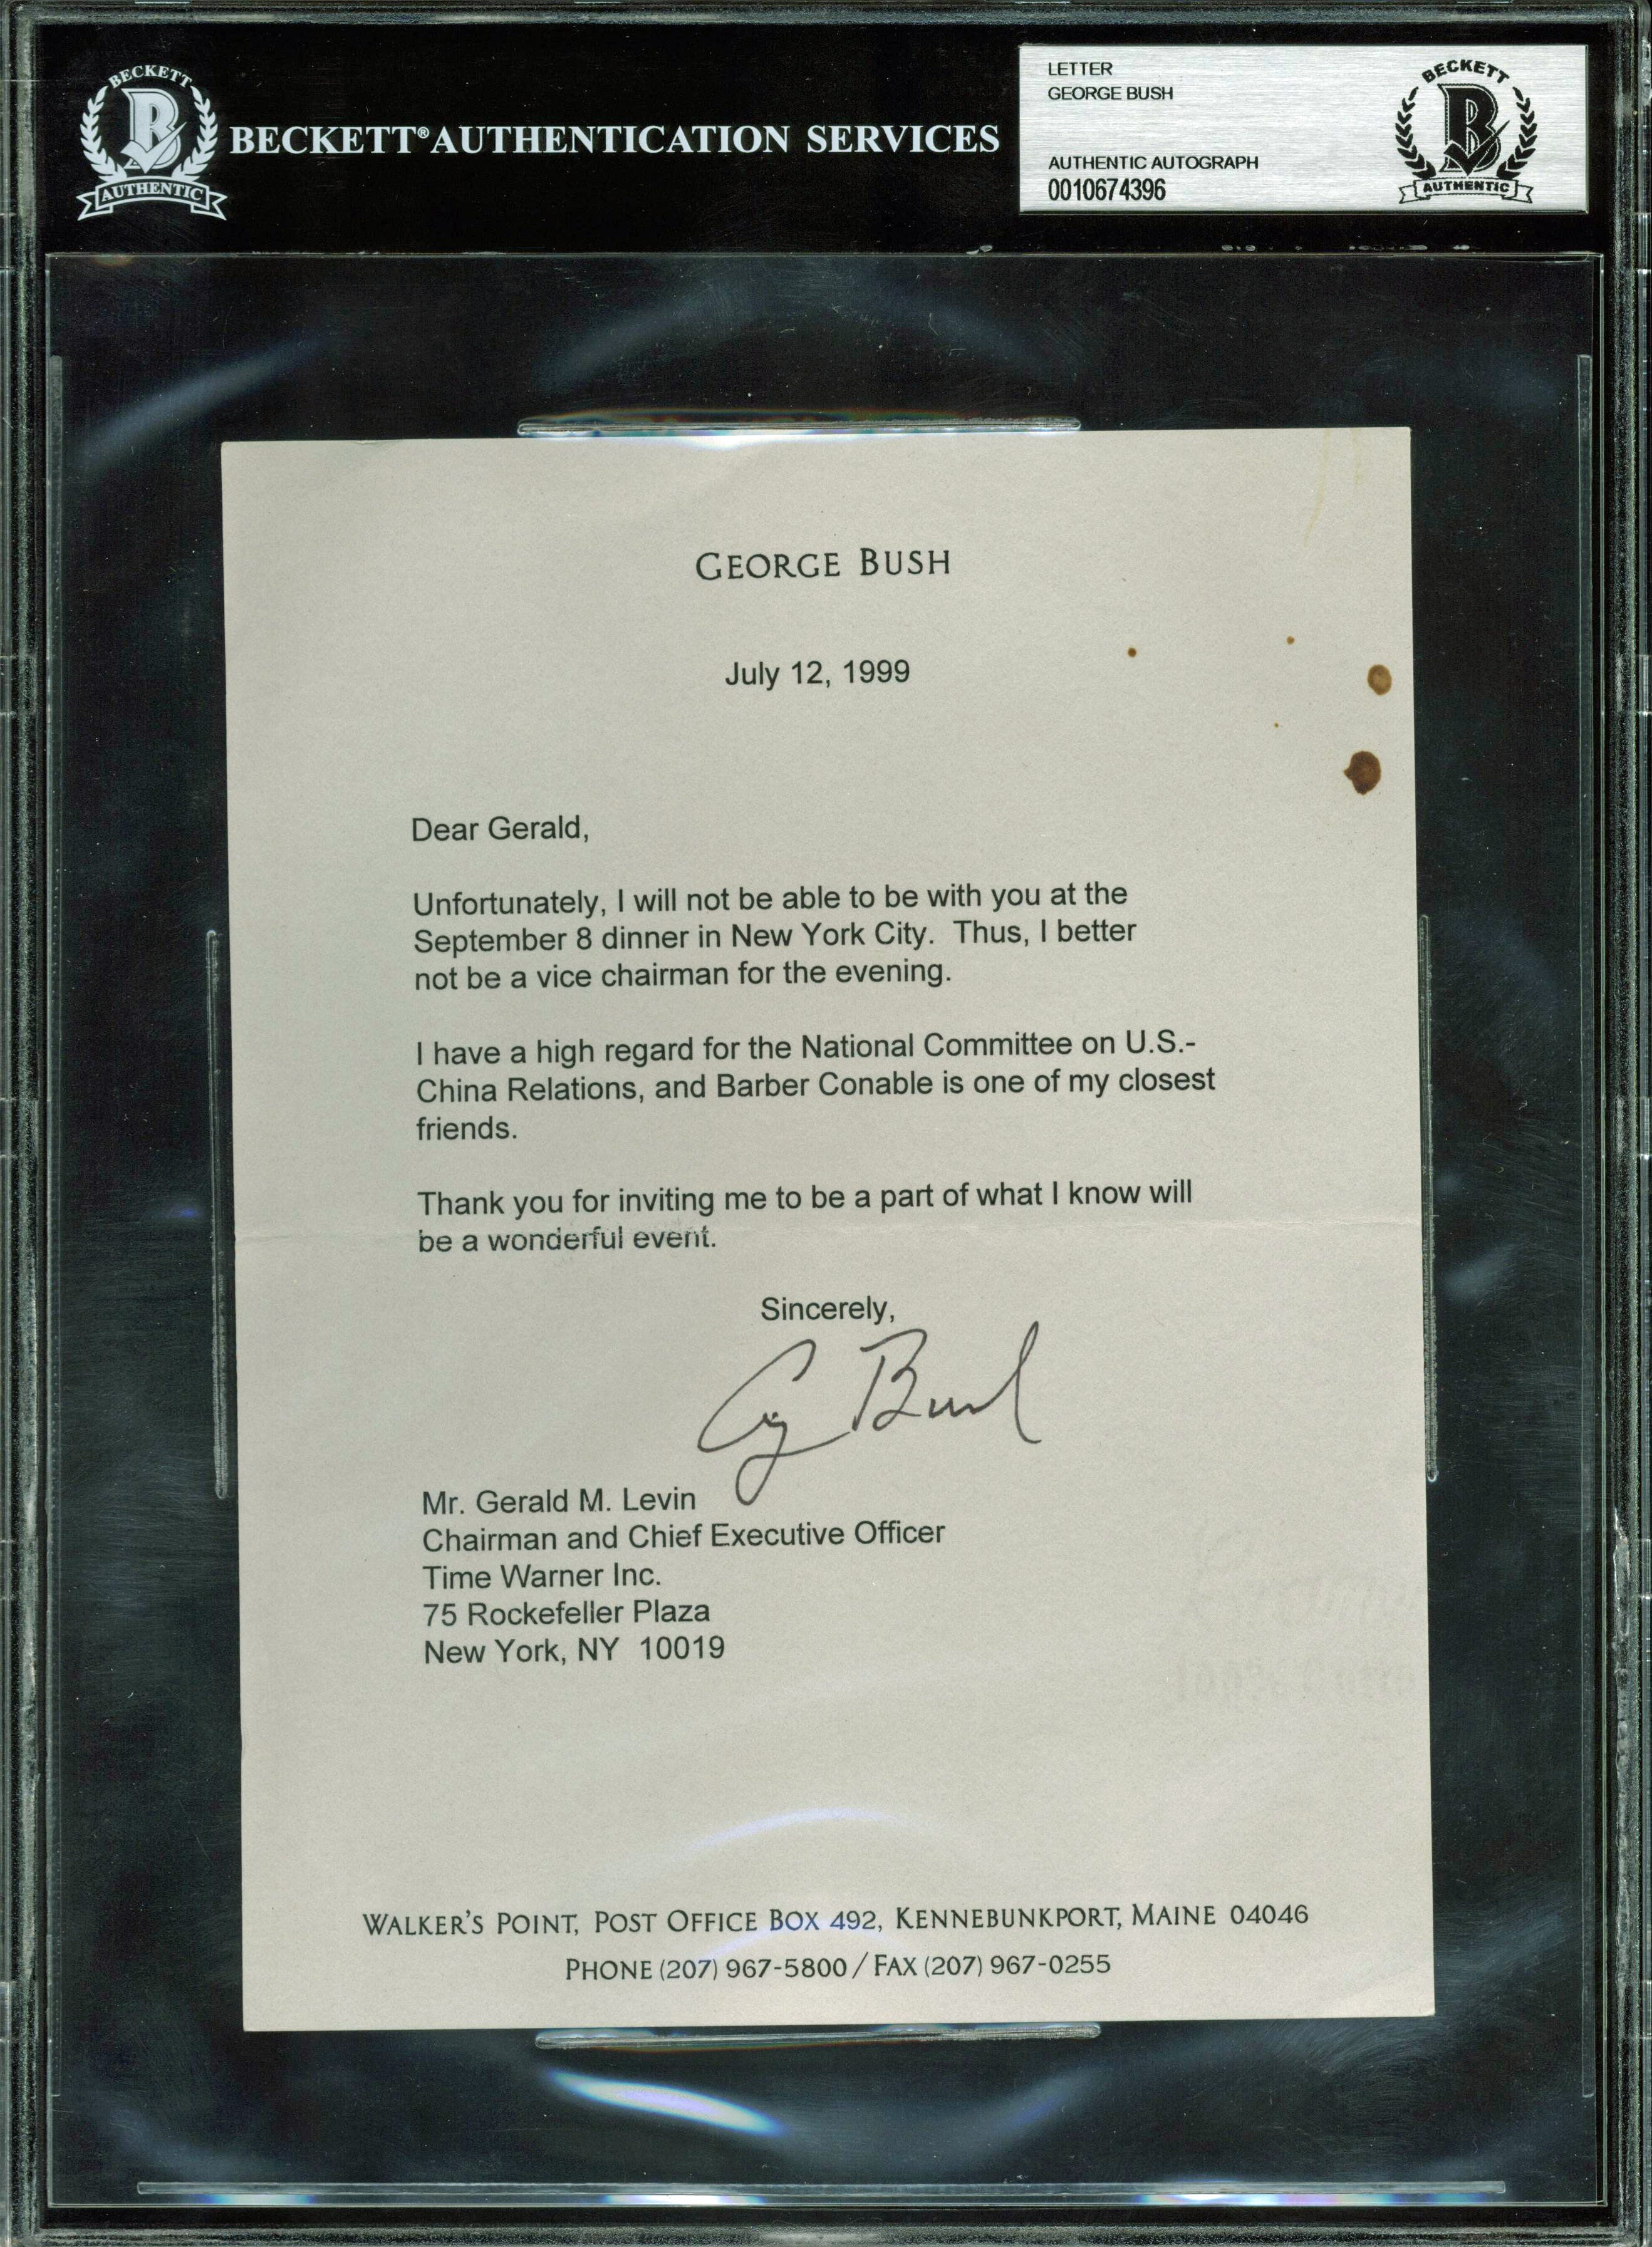 BECKETT
B
AUTHENTIC
BECKETT® AUTHENTICATION SERVICES
LETTER
GEORGE BUSH
AUTHENTIC AUTOGRAPH
0010674396
BECKETT
B
AUTHENTIC
GEORGE BUSH
July 12, 1999
Dear Gerald,
Unfortunately, I will not be able to be with you at the
September 8 dinner in New York City. Thus, I better
not be a vice chairman for the evening.
I have a high regard for the National Committee on U.S.-
China Relations, and Barber Conable is one of my closest
friends.
Thank you for inviting me to be a part of what I know will
be a wonderful event.
Sincerely,
G Bush
Mr. Gerald M. Levin
Chairman and Chief Executive Officer
Time Warner Inc.
75 Rockefeller Plaza
New York, NY 10019
WALKER'S POINT, POST OFFICE BOX 492, KENNEBUNKPORT, MAINE 04046
PHONE (207) 967-5800 / FAX (207) 967-0255